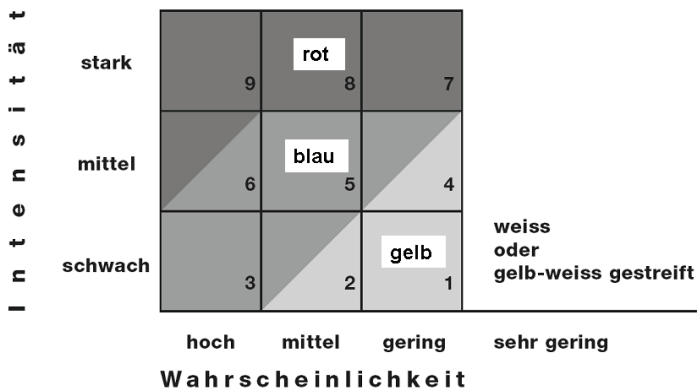 Intensität
stark
rot
9
8
7
mittel
blau
6
5
4
schwach
gelb
3
2
1
weiss
oder
gelb-weiss gestreift
hoch
mittel
gering
sehr gering
Wahrscheinlichkeit